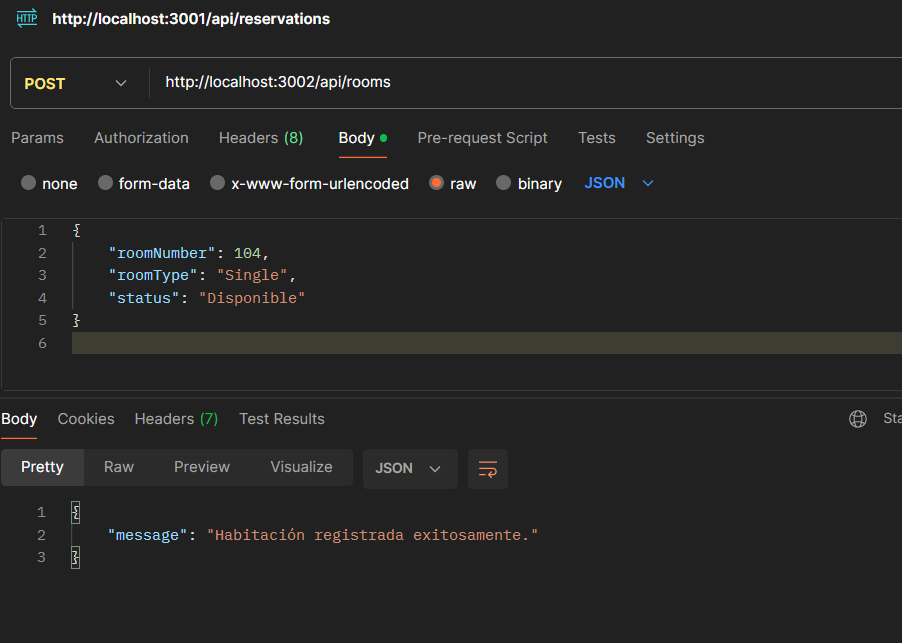 HTTP http://localhost:3001/api/reservations
POST http://localhost:3002/api/rooms
Params Authorization Headers (8) Body Pre-request Script Tests Settings
none form-data x-www-form-urlencoded raw binary JSON
1 {
2 "roomNumber": 104,
3 "roomType": "Single",
4 "status": "Disponible"
5 }
6
Body Cookies Headers (7) Test Results
Pretty Raw Preview Visualize JSON
1 {
2 "message": "Habitación registrada exitosamente."
3 }